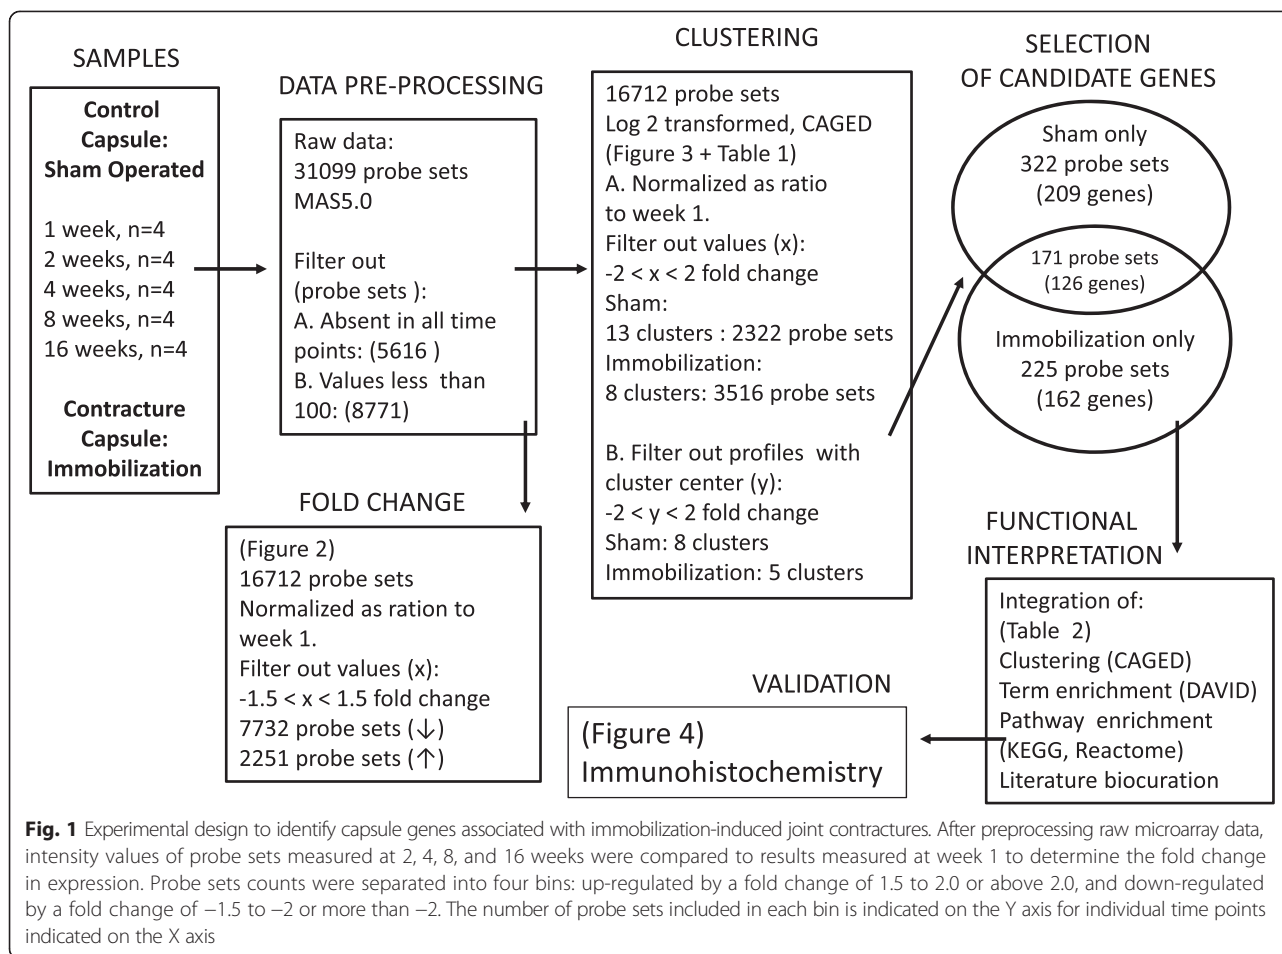 SAMPLES
Control
Capsule:
Sham Operated
1 week, n=4
2 weeks, n=4
4 weeks, n=4
8 weeks, n=4
16 weeks, n=4
Contracture
Capsule:
Immobilization
DATA PRE-PROCESSING
Raw data:
31099 probe sets
MAS5.0
Filter out
(probe sets ):
A. Absent in all time
points: (5616 )
B. Values less than
100: (8771)
FOLD CHANGE
(Figure 2)
16712 probe sets
Normalized as ration to
week 1.
Filter out values (x):
-1.5 < x < 1.5 fold change
7732 probe sets (↓)
2251 probe sets (↑)
CLUSTERING
16712 probe sets
Log 2 transformed, CAGED
(Figure 3 + Table 1)
A. Normalized as ratio
to week 1.
Filter out values (x):
-2 < x < 2 fold change
Sham:
13 clusters : 2322 probe sets
Immobilization:
8 clusters: 3516 probe sets
B. Filter out profiles with
cluster center (y):
-2 < y < 2 fold change
Sham: 8 clusters
Immobilization: 5 clusters
SELECTION
OF CANDIDATE GENES
Sham only
322 probe sets
(209 genes)
171 probe sets
(126 genes)
Immobilization only
225 probe sets
(162 genes)
FUNCTIONAL
INTERPRETATION
Integration of:
(Table 2)
Clustering (CAGED)
Term enrichment (DAVID)
Pathway enrichment
(KEGG, Reactome)
Literature biocuration
VALIDATION
(Figure 4)
Immunohistochemistry
Fig. 1 Experimental design to identify capsule genes associated with immobilization-induced joint contractures. After preprocessing raw microarray data,
intensity values of probe sets measured at 2, 4, 8, and 16 weeks were compared to results measured at week 1 to determine the fold change
in expression. Probe sets counts were separated into four bins: up-regulated by a fold change of 1.5 to 2.0 or above 2.0, and down-regulated
by a fold change of −1.5 to −2 or more than −2. The number of probe sets included in each bin is indicated on the Y axis for individual time points
indicated on the X axis